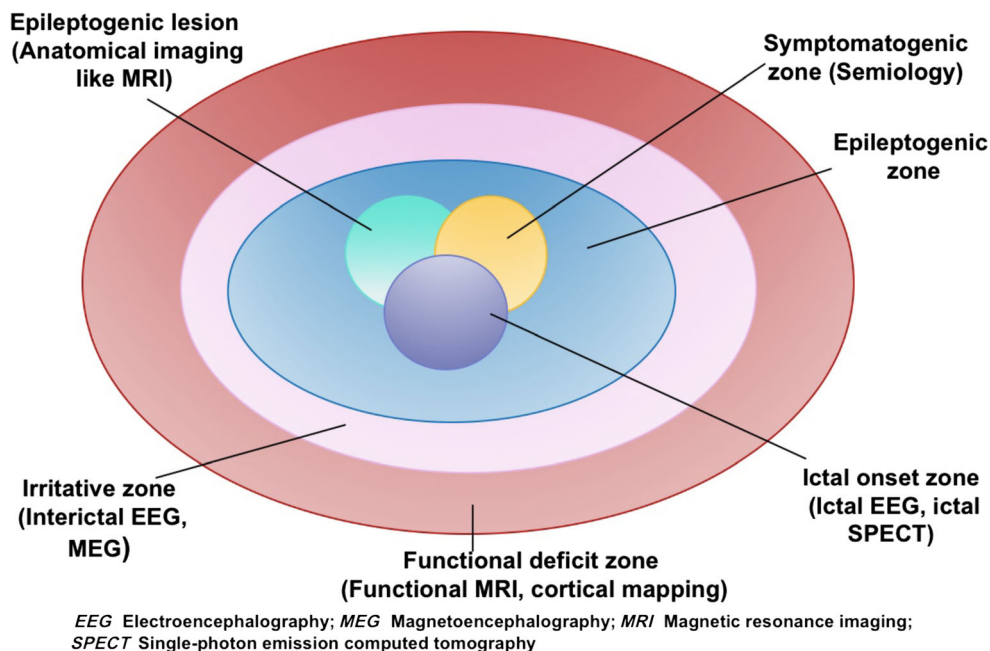 Epileptogenic lesion
(Anatomical imaging
like MRI)
Symptomatogenic
zone (Semiology)
Epileptogenic
zone
Irritative zone
(Interictal EEG,
MEG)
Ictal onset zone
(Ictal EEG, ictal
SPECT)
Functional deficit zone
(Functional MRI, cortical mapping)
EEG Electroencephalography; MEG Magnetoencephalography; MRI Magnetic resonance imaging;
SPECT Single-photon emission computed tomography